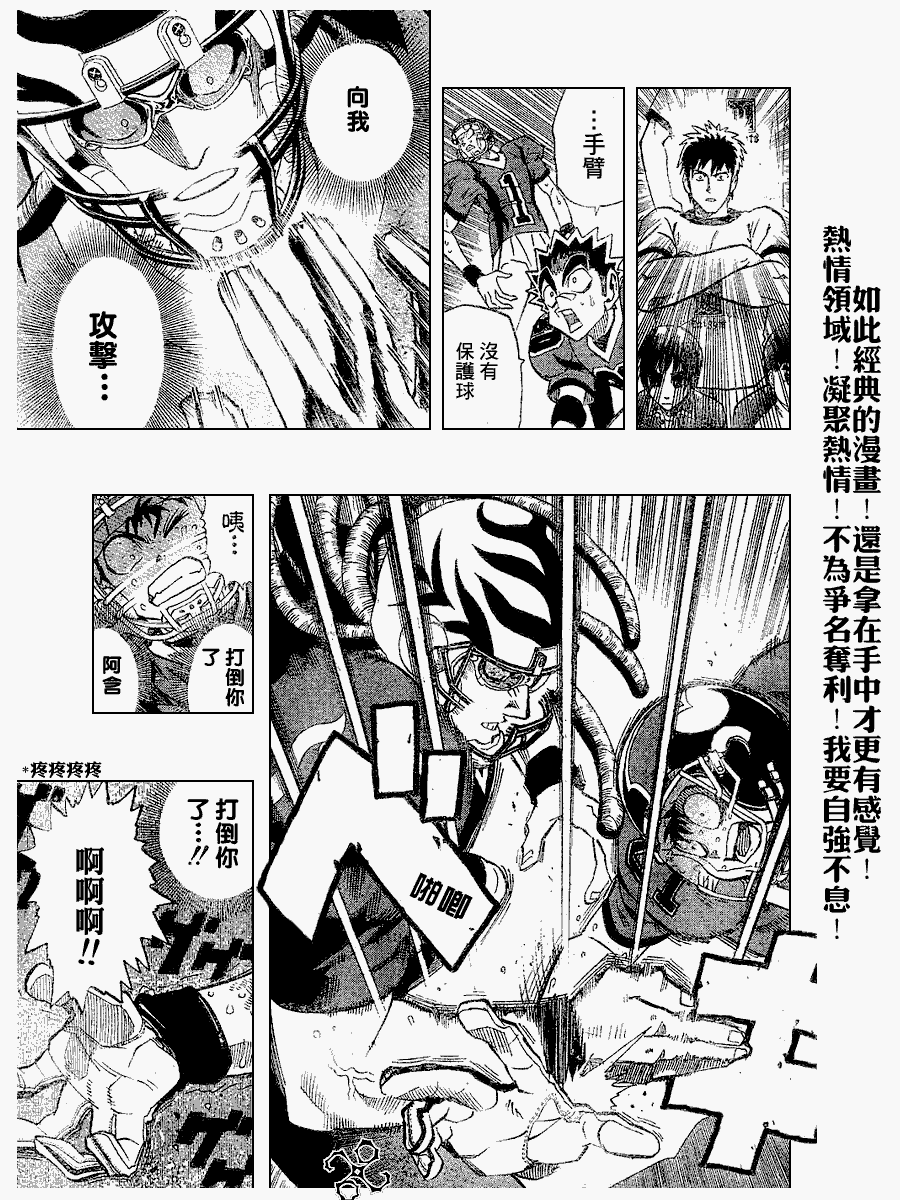 …手臂
沒有
保護球
向我
攻擊…
咦…
打倒你
了
阿含
啪唧
*疼疼疼疼
打倒你
了…!!
啊啊啊!!
1
1
如此經典的漫畫!還是拿在手中才更有感覺!
熱情領域!凝聚熱情!不為爭名奪利!我要自強不息!